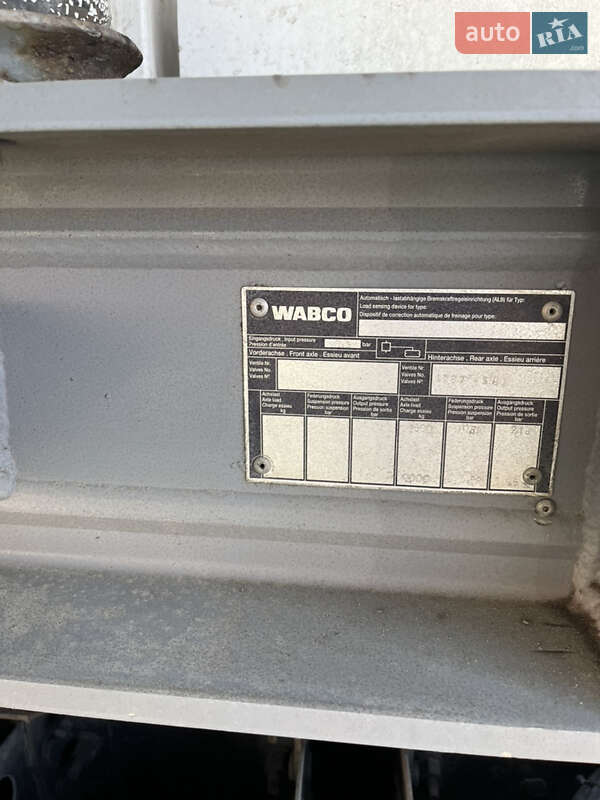 auto RIA .com
WABCO
Automatisch - lastabhängige Bremskraftregeleinrichtung (ALB) für Typ:
Load sensing device for type:
Dispositif de correction automatique de freinage pour type:
Eingangsdruck . Input pressure
Pression d'entrée
bar
Vorderachse . Front axle . Essieu avant
Hinterachse . Rear axle . Essieu arrière
Ventile Nr.
Valves No.
Valves N°
Ventile Nr.
Valves No.
Valves N°
Achslast
Axle load
Charge essieu
kg
Federungsdruck
Suspension pressure
Pression suspension
bar
Ausgangsdruck
Output pressure
Pression de sortie
bar
Achslast
Axle load
Charge essieu
kg
Federungsdruck
Suspension pressure
Pression suspension
bar
Ausgangsdruck
Output pressure
Pression de sortie
bar